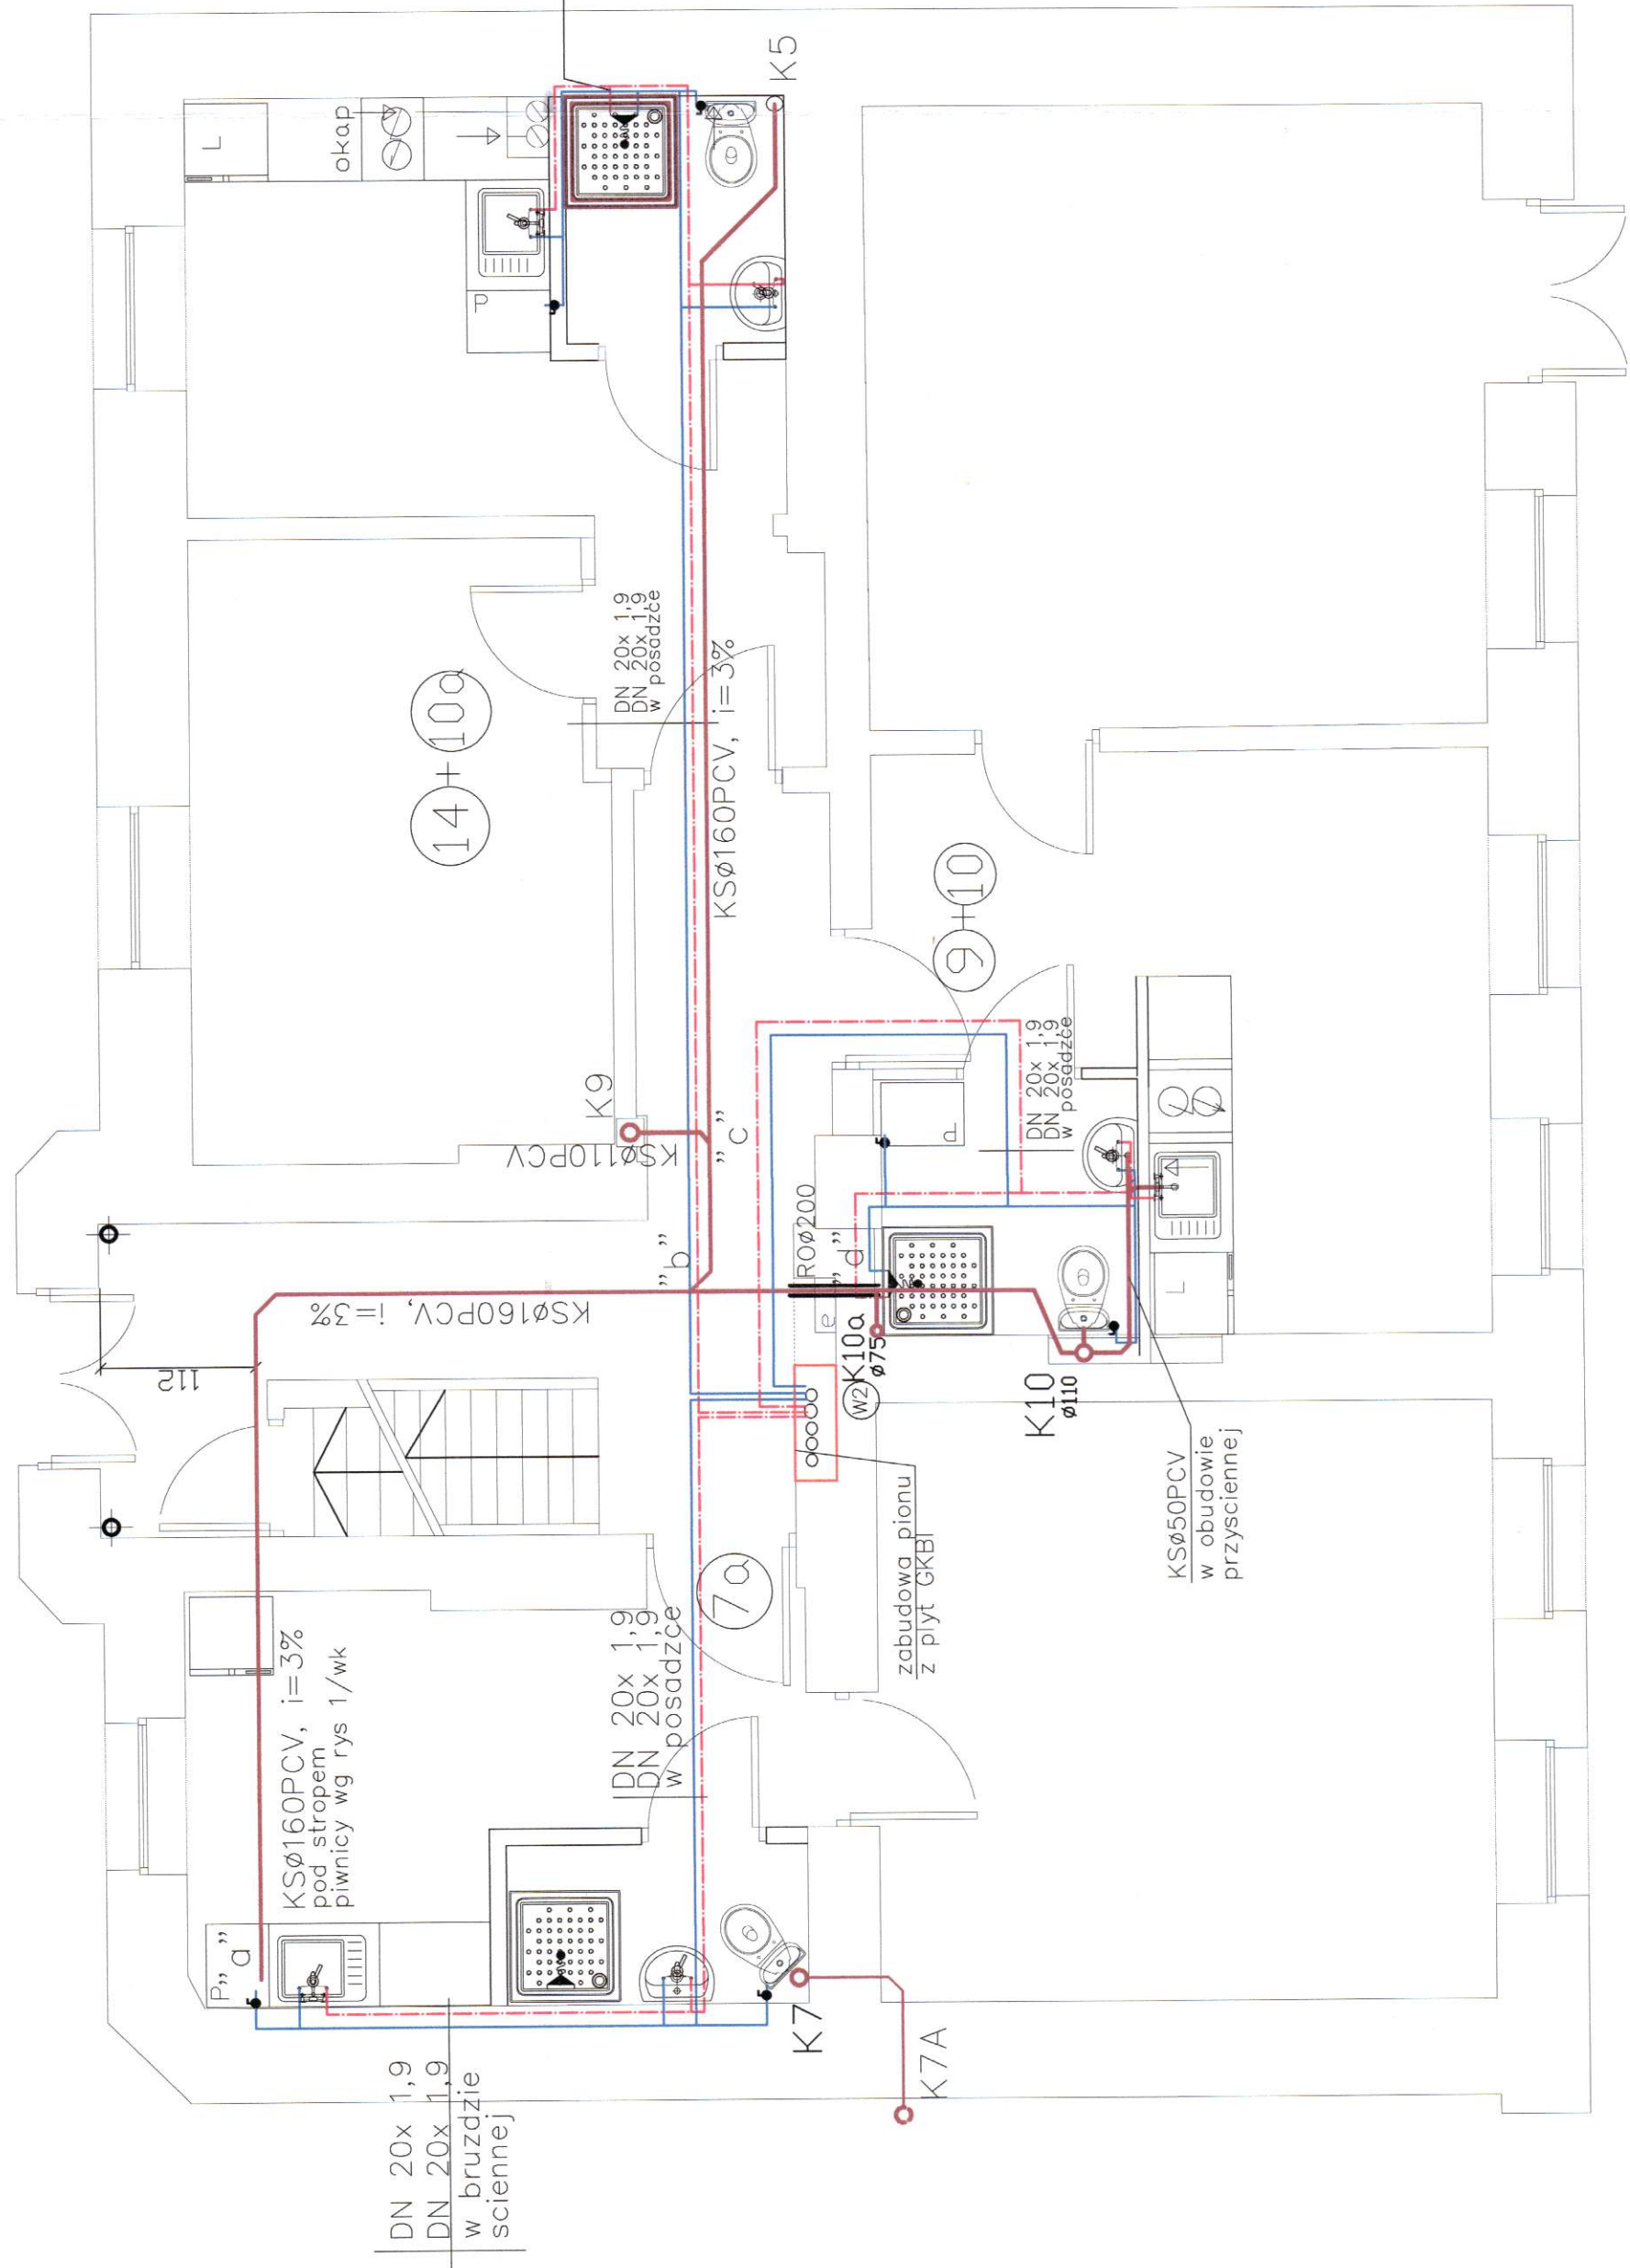 K5
okap
L
P
14+10a
DN 20x 1,9
DN 20x 1,9
w posadzce
KSø160PCV, i=3%
9+10
K9
KSø110PCV
"c"
DN 20x 1,9
DN 20x 1,9
w posadzce
P
ROø200
"b"
"d"
e
L
KSø160PCV, i=3%
112
K10a
ø75
W2
K10
ø110
zabudowa pionu
z plyt GKBI
KSø50PCV
w obudowie
przysciennej
7a
DN 20x 1,9
DN 20x 1,9
w posadzce
KSø160PCV, i=3%
pod stropem
piwnicy wg rys 1/wk
P
"a"
K7
K7A
DN 20x 1,9
DN 20x 1,9
w bruzdzie
sciennej